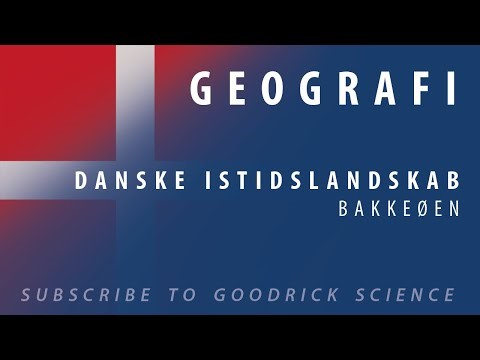 GEOGRAFI
DANSKE ISTIDSLANDSKAB
BAKKEØEN
SUBSCRIBE TO GOODRICK SCIENCE